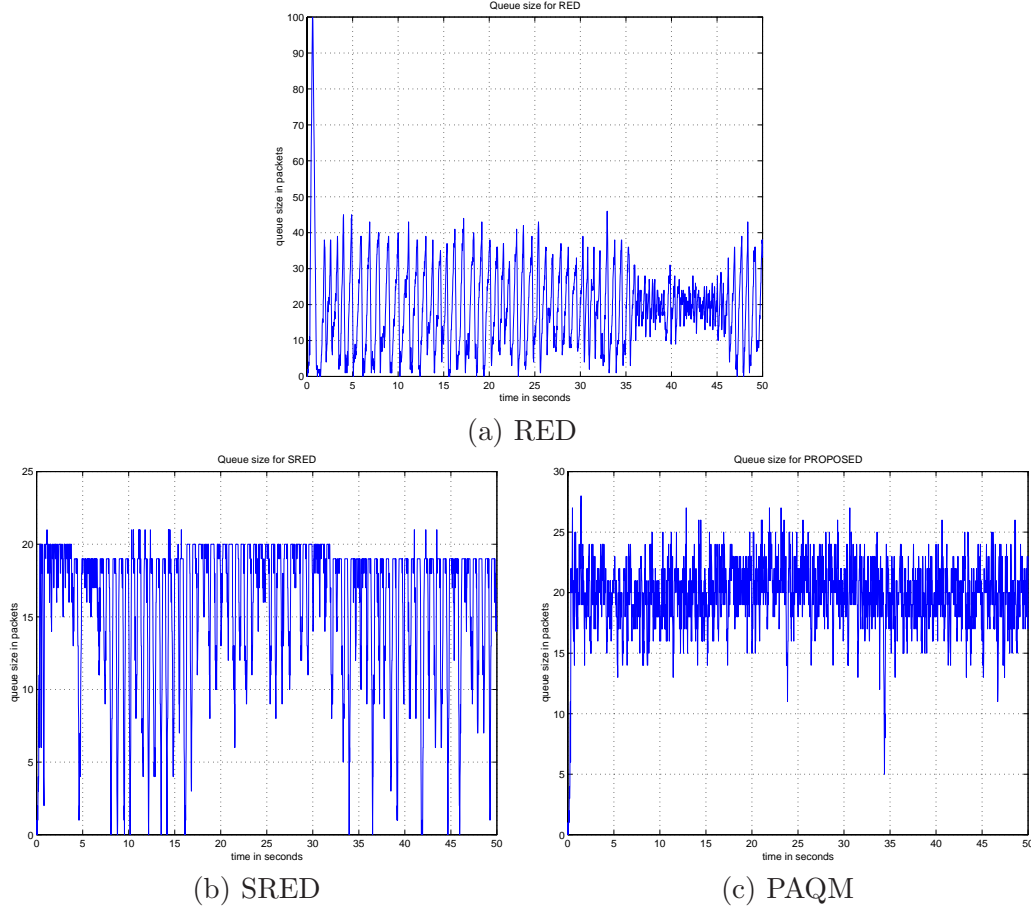 Queue size for RED
100
90
80
70
60
50
40
30
20
10
0
queue size in packets
0 5 10 15 20 25 30 35 40 45 50
time in seconds
(a) RED
Queue size for SRED
25
20
15
10
5
0
queue size in packets
0 5 10 15 20 25 30 35 40 45 50
time in seconds
(b) SRED
Queue size for PROPOSED
30
25
20
15
10
5
0
queue size in packets
0 5 10 15 20 25 30 35 40 45 50
time in seconds
(c) PAQM